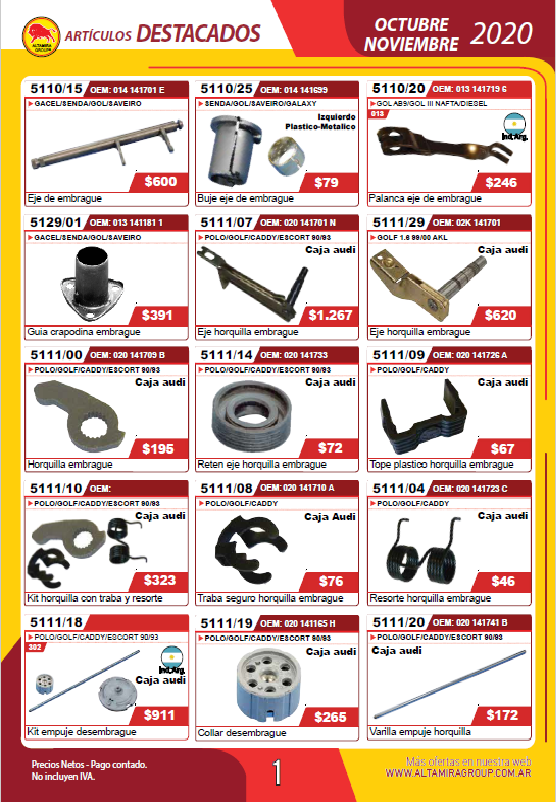 ALTAMIRA
GROUP
ARTÍCULOS DESTACADOS
OCTUBRE
NOVIEMBRE 2020
5110/15 OEM: 014 141701 E
GACEL/SENDA/GOL/SAVEIRO
$600
Eje de embrague
5110/25 OEM: 014 141699
SENDA/GOL/SAVEIRO/GALAXY
Izquierdo
Plastico-Metalico
$79
Buje eje de embrague
5110/20 OEM: 013 141719 6
GOL AB9/GOL III NAFTA/DIESEL
013
Ind.Arg.
$246
Palanca eje de embrague
5129/01 OEM: 013 141181 1
GACEL/SENDA/GOL/SAVEIRO
$391
Guia crapodina embrague
5111/07 OEM: 020 141701 N
POLO/GOLF/CADDY/ESCORT 90/93
Caja audi
$1.267
Eje horquilla embrague
5111/29 OEM: 02K 141701
GOLF 1.6 99/00 AKL
Caja audi
$620
Eje horquilla embrague
5111/00 OEM: 020 141709 B
POLO/GOLF/CADDY/ESCORT 90/93
Caja audi
$195
Horquilla embrague
5111/14 OEM: 020 141733
POLO/GOLF/CADDY/ESCORT 90/93
Caja audi
$72
Reten eje horquilla embrague
5111/09 OEM: 020 141726 A
POLO/GOLF/CADDY
Caja audi
$67
Tope plastico horquilla embrague
5111/10 OEM:
POLO/GOLF/CADDY/ESCORT 90/93
Caja audi
$323
Kit horquilla con traba y resorte
5111/08 OEM: 020 141710 A
POLO/GOLF/CADDY
Caja Audi
$76
Traba seguro horquilla embrague
5111/04 OEM: 020 141723 C
POLO/GOLF/CADDY
Caja audi
$46
Resorte horquilla embrague
5111/18
POLO/GOLF/CADDY/ESCORT 90/93
302
Ind.Arg.
Caja audi
$911
Kit empuje desembrague
5111/19 OEM: 020 141165 H
POLO/GOLF/CADDY/ESCORT 90/93
Caja audi
$265
Collar desembrague
5111/20 OEM: 020 141741 B
POLO/GOLF/CADDY/ESCORT 90/93
Caja audi
$172
Varilla empuje horquilla
Precios Netos - Pago contado.
No incluyen IVA.
1
Más ofertas en nuestra web
WWW.ALTAMIRAGROUP.COM.AR